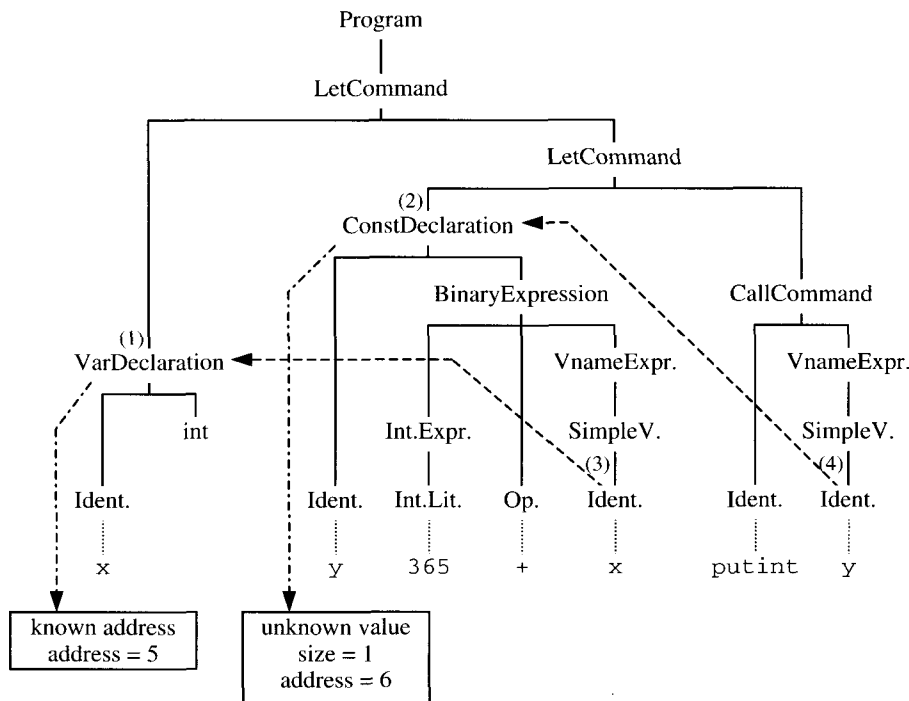 Program
LetCommand
LetCommand
(2)
ConstDeclaration
BinaryExpression
CallCommand
(1)
VarDeclaration
VnameExpr.
VnameExpr.
int
Int.Expr.
SimpleV.
SimpleV.
(3)
(4)
Ident.
Ident.
Int.Lit.
Op.
Ident.
Ident.
Ident.
x
y
365
+
x
putint
y
known address
address = 5
unknown value
size = 1
address = 6